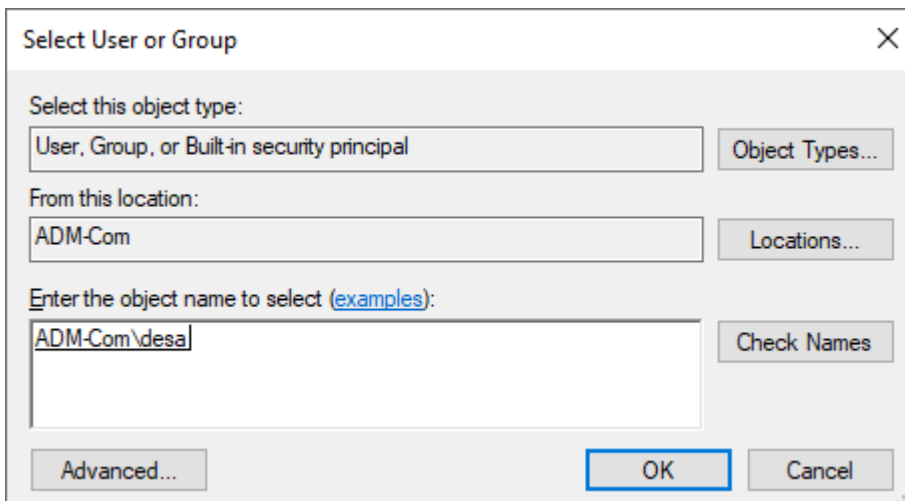 Select User or Group
Select this object type:
User, Group, or Built-in security principal
Object Types...
From this location:
ADM-Com
Locations...
Enter the object name to select (examples):
ADM-Com\desa
Check Names
Advanced...
OK
Cancel